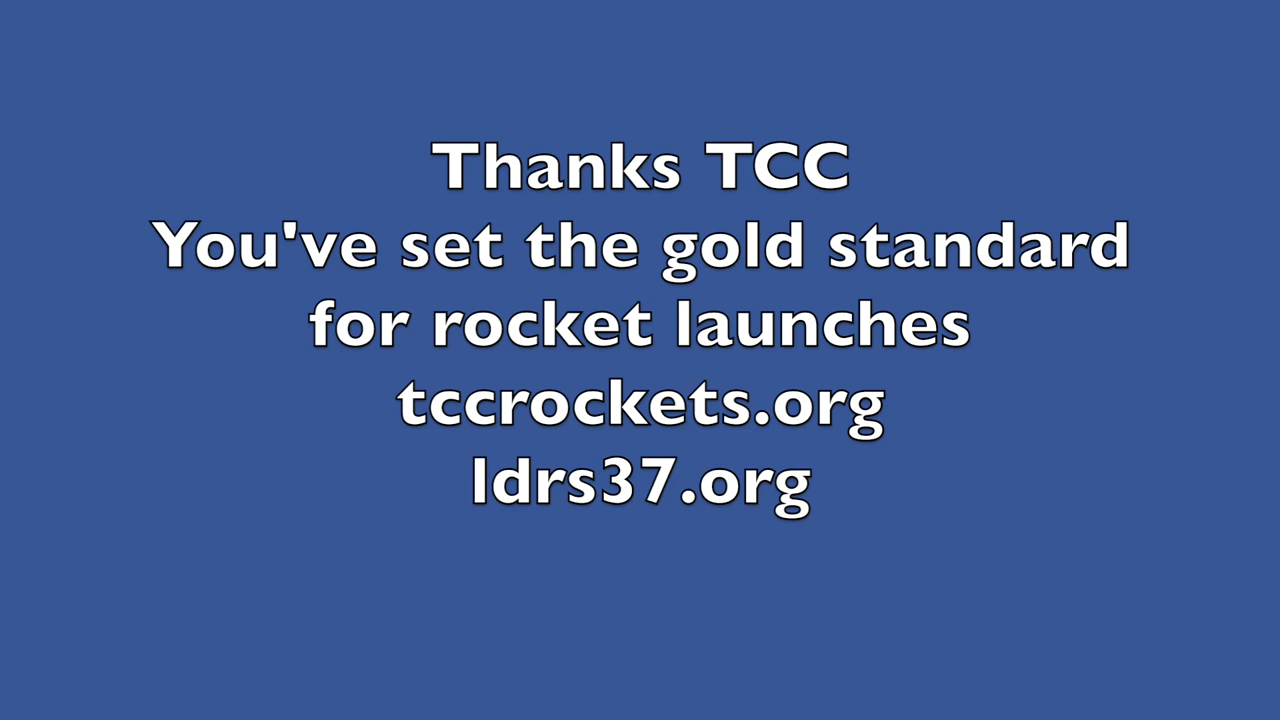 Thanks TCC
You've set the gold standard
for rocket launches
tccrockets.org
ldrs37.org